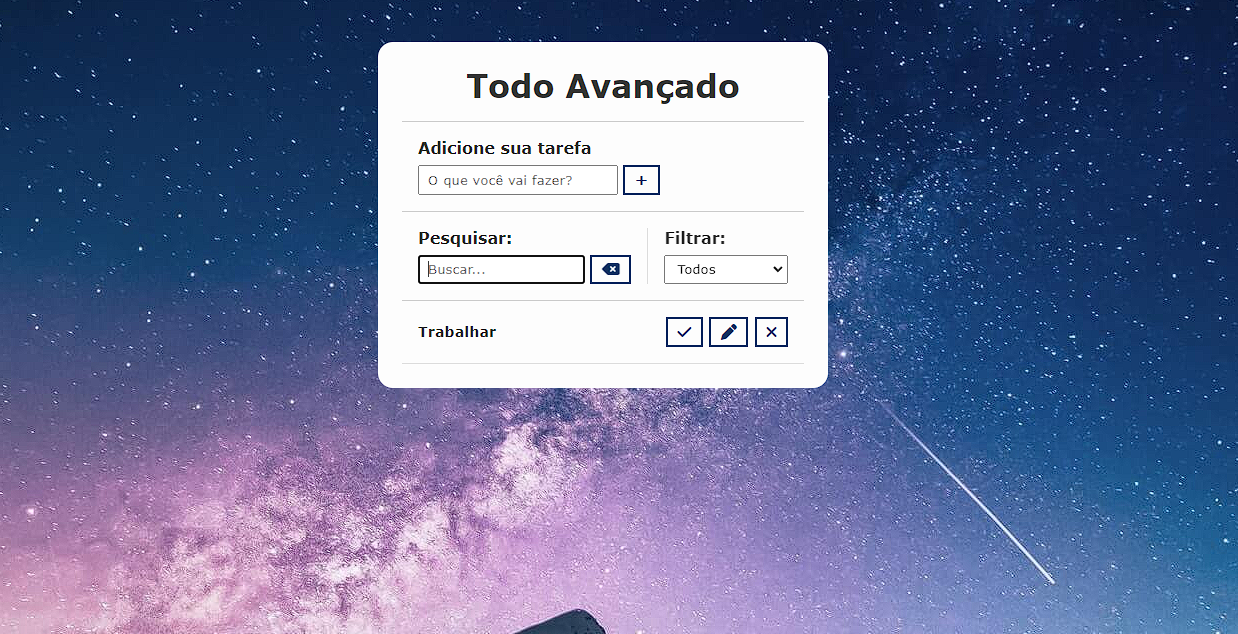 Todo Avançado
Adicione sua tarefa
O que você vai fazer?
+
Pesquisar:
Filtrar:
Buscar...
Todos
Trabalhar